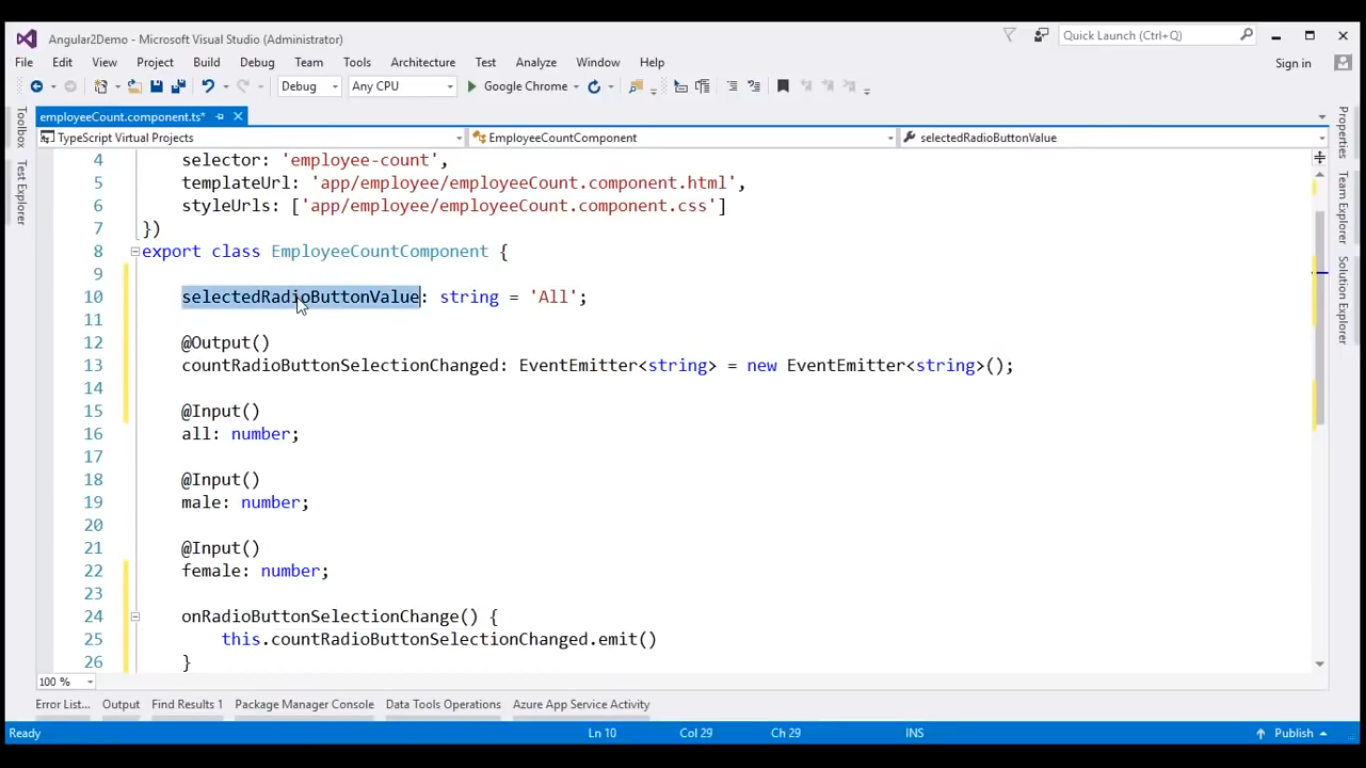 Angular2Demo - Microsoft Visual Studio (Administrator)
Quick Launch (Ctrl+Q)
File Edit View Project Build Debug Team Tools Architecture Test Analyze Window Help
Sign in
Debug Any CPU Google Chrome
employeeCount.component.ts*
TypeScript Virtual Projects EmployeeCountComponent selectedRadioButtonValue
4 selector: 'employee-count',
5 templateUrl: 'app/employee/employeeCount.component.html',
6 styleUrls: ['app/employee/employeeCount.component.css']
7 })
8 export class EmployeeCountComponent {
9
10 selectedRadioButtonValue: string = 'All';
11
12 @Output()
13 countRadioButtonSelectionChanged: EventEmitter<string> = new EventEmitter<string>();
14
15 @Input()
16 all: number;
17
18 @Input()
19 male: number;
20
21 @Input()
22 female: number;
23
24 onRadioButtonSelectionChange() {
25 this.countRadioButtonSelectionChanged.emit()
26 }
Toolbox
Test Explorer
Properties
Team Explorer
Solution Explorer
100 %
Error List... Output Find Results 1 Package Manager Console Data Tools Operations Azure App Service Activity
Ready Ln 10 Col 29 Ch 29 INS Publish